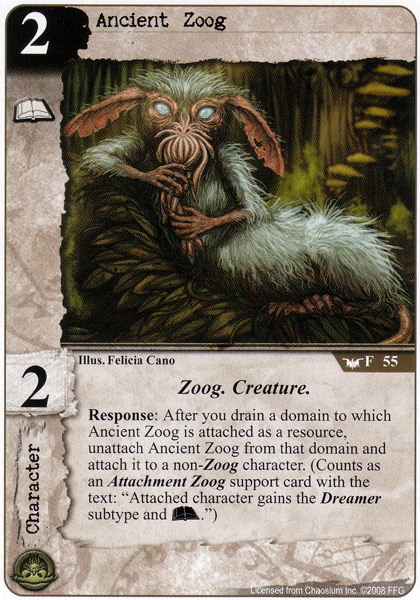 2
Ancient Zoog
Illus. Felicia Cano
F 55
2
Zoog. Creature.
Response: After you drain a domain to which
Ancient Zoog is attached as a resource,
unattach Ancient Zoog from that domain and
attach it to a non-Zoog character. (Counts as
an Attachment Zoog support card with the
text: “Attached character gains the Dreamer
subtype and .”)
Character
Licensed from Chaosium Inc. ©2008 FFG